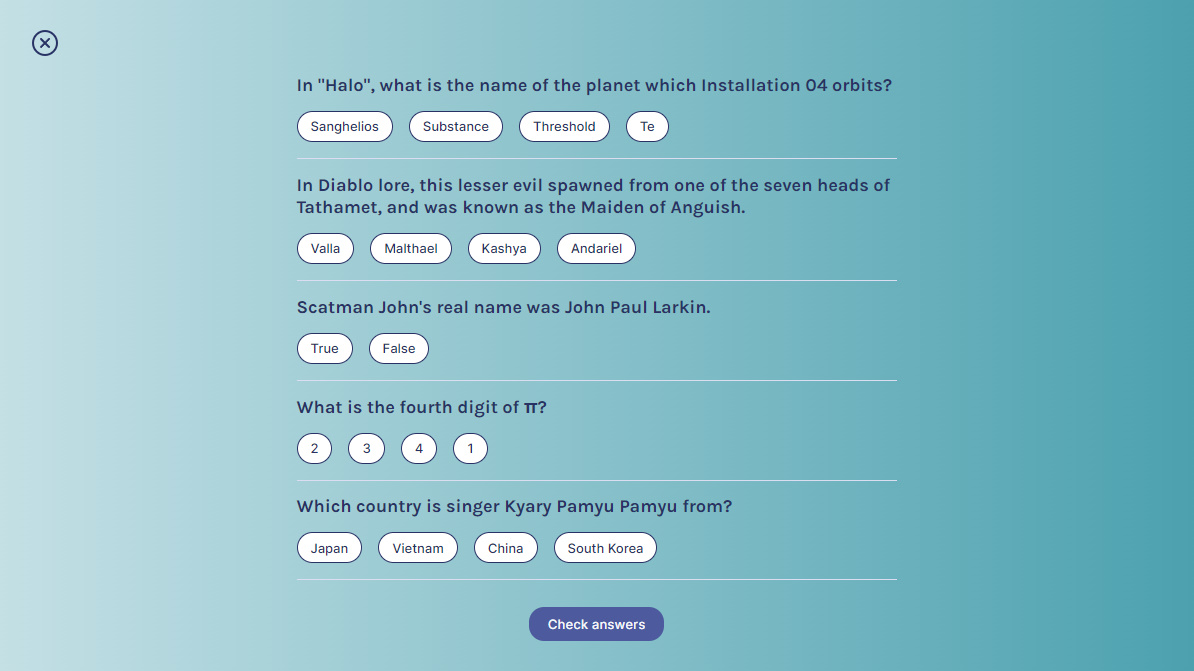 In "Halo", what is the name of the planet which Installation 04 orbits?
Sanghelios Substance Threshold Te
In Diablo lore, this lesser evil spawned from one of the seven heads of
Tathamet, and was known as the Maiden of Anguish.
Valla Malthael Kashya Andariel
Scatman John's real name was John Paul Larkin.
True False
What is the fourth digit of π?
2 3 4 1
Which country is singer Kyary Pamyu Pamyu from?
Japan Vietnam China South Korea
Check answers